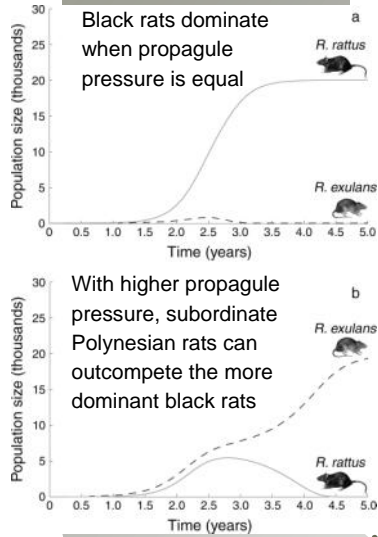 30
25
20
15
10
5
0
Population size (thousands)
Black rats dominate
when propagule
pressure is equal
a
R. rattus
R. exulans
0 0.5 1.0 1.5 2.0 2.5 3.0 3.5 4.0 4.5 5.0
Time (years)
30
25
20
15
10
5
0
Population size (thousands)
With higher propagule
pressure, subordinate
Polynesian rats can
outcompete the more
dominant black rats
b
R. exulans
R. rattus
0 0.5 1.0 1.5 2.0 2.5 3.0 3.5 4.0 4.5 5.0
Time (years)